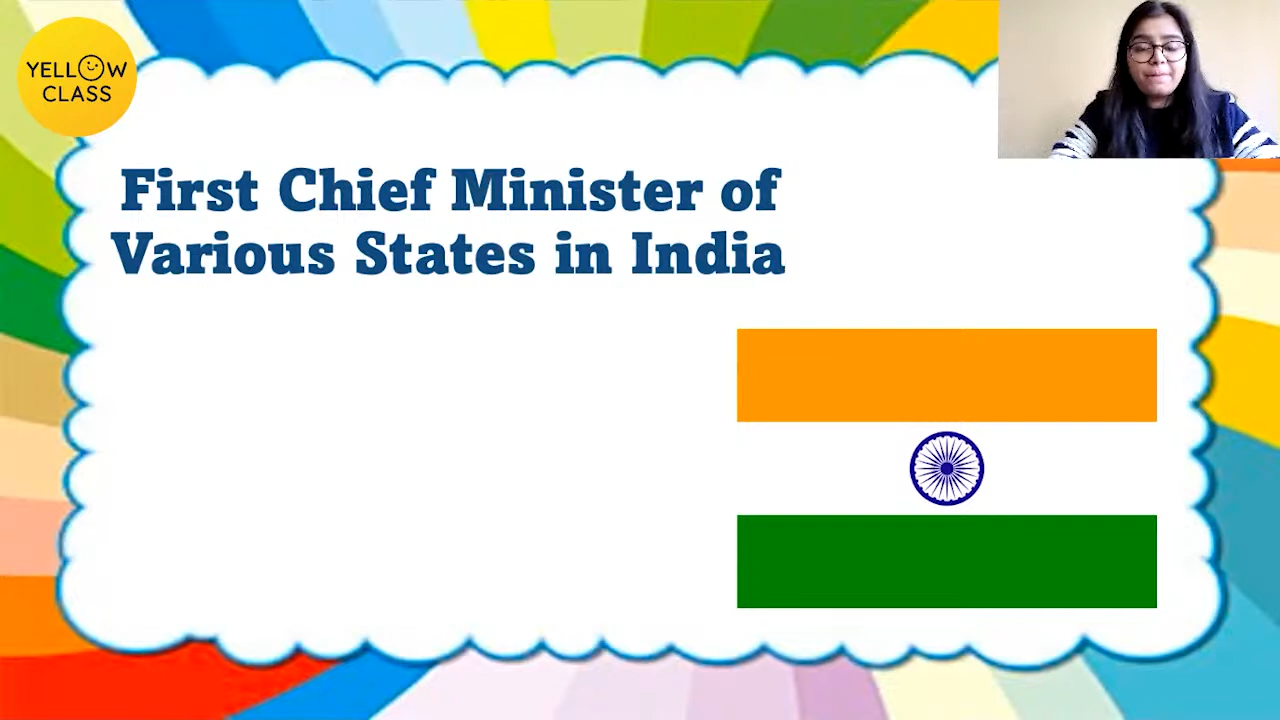 YELLOW
CLASS
First Chief Minister of
Various States in India